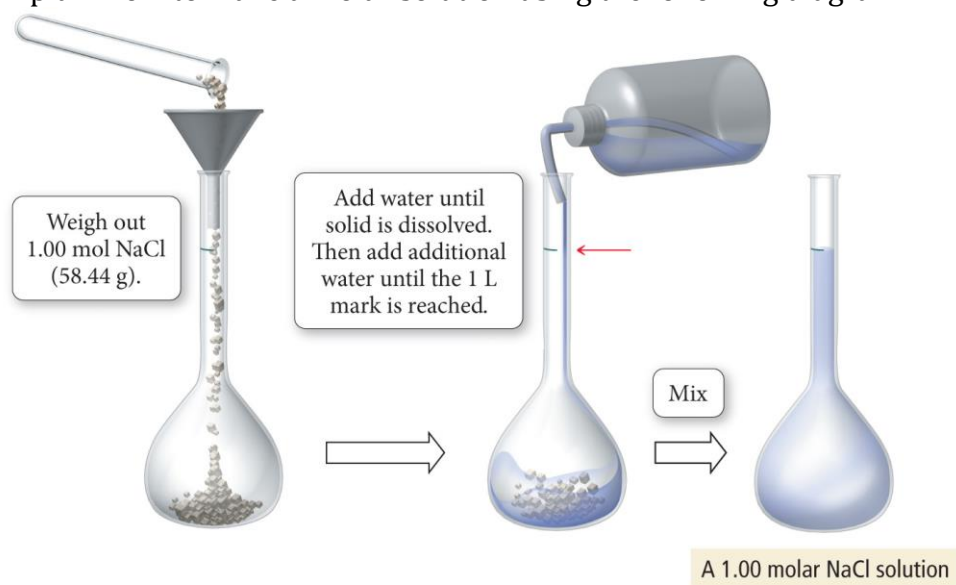 Weigh out
1.00 mol NaCl
(58.44 g).
Add water until
solid is dissolved.
Then add additional
water until the 1 L
mark is reached.
Mix
A 1.00 molar NaCl solution